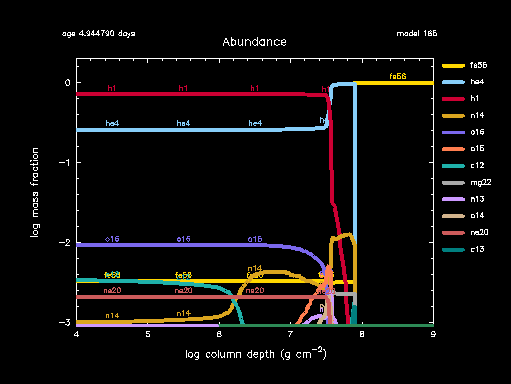 age 4.944790 days
model 165
Abundance
log mass fraction
0
−1
−2
−3
h1 h1 h1
he4 he4 he4
fe56
o16 o16 o16
fe56 fe56
n14
ne20 ne20 ne20
n14 n14
4 5 6 7 8 9
log column depth (g cm⁻²)
fe56
he4
h1
n14
o16
o15
c12
mg22
n13
o14
ne20
c13